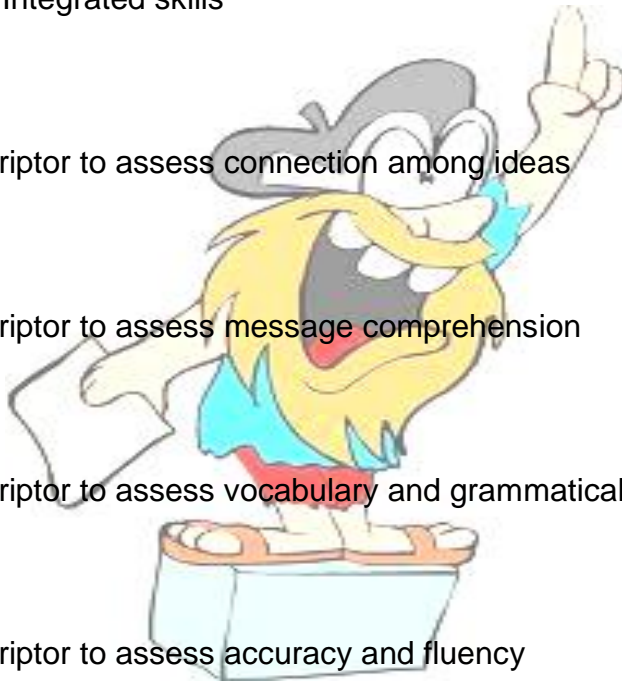 Integrated skills
riptor to assess connection among ideas
riptor to assess message comprehension
riptor to assess vocabulary and grammatical
riptor to assess accuracy and fluency